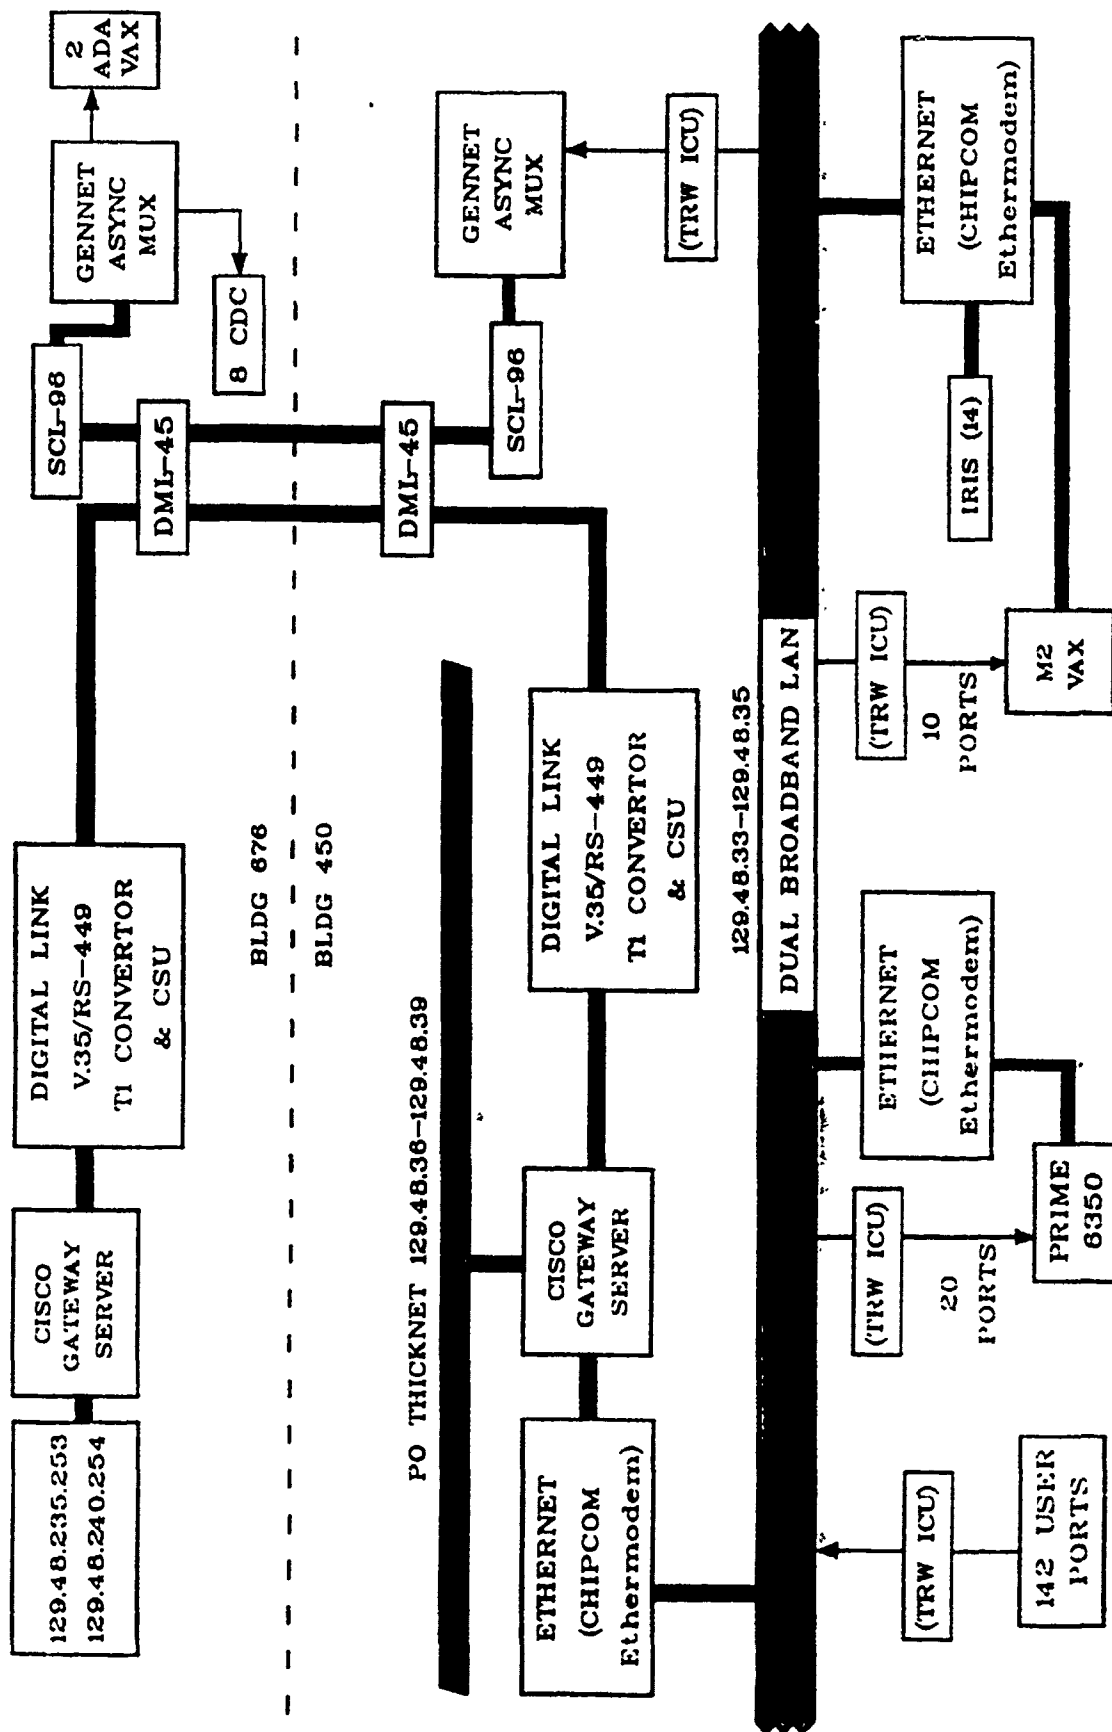 129.48.235.253
129.48.240.254
CISCO
GATEWAY
SERVER
DIGITAL LINK
V.35/RS-449
T1 CONVERTOR
& CSU
SCL-96
GENNET
ASYNC
MUX
2
ADA
VAX
8 CDC
DML-45
BLDG 676
BLDG 450
DML-45
SCL-96
GENNET
ASYNC
MUX
(TRW ICU)
PO THICKNET 129.48.36-129.48.39
ETHERNET
(CHIPCOM
Ethermodem)
CISCO
GATEWAY
SERVER
DIGITAL LINK
V.35/RS-449
T1 CONVERTOR
& CSU
129.48.33-129.48.35
DUAL BROADBAND LAN
(TRW ICU)
142 USER
PORTS
(TRW ICU)
20
PORTS
PRIME
6350
ETHERNET
(CHIPCOM
Ethermodem)
(TRW ICU)
10
PORTS
M2
VAX
IRIS (14)
ETHERNET
(CHIPCOM
Ethermodem)